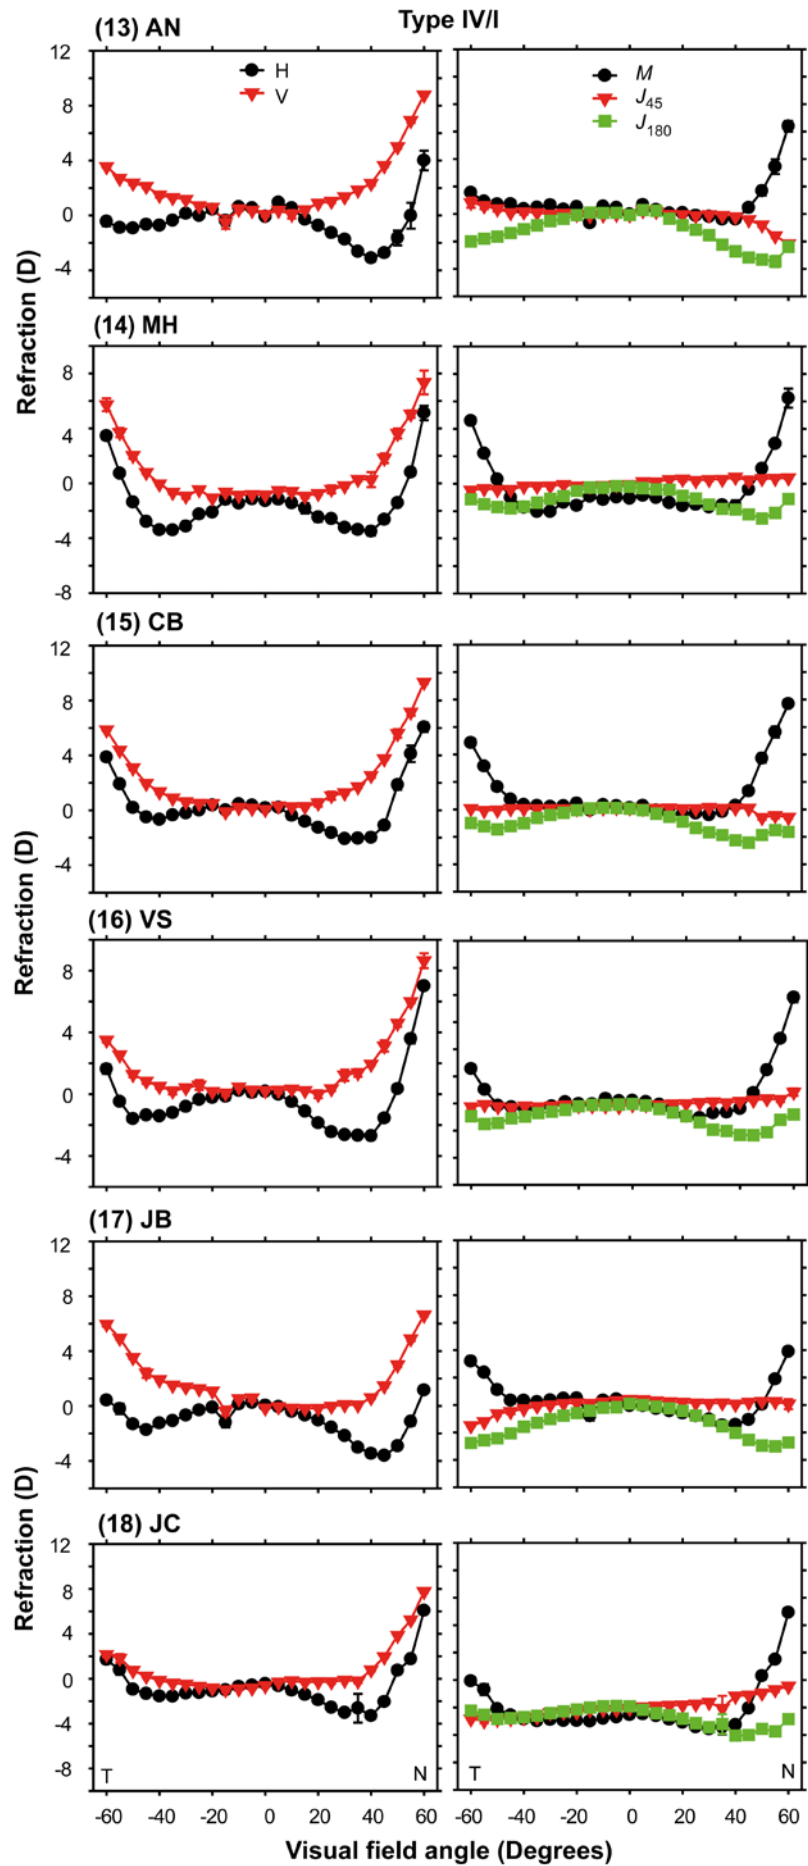 Type IV/I
(13) AN
12
8
4
0
-4
H
V
M
J45
J180
Refraction (D)
(14) MH
8
4
0
-4
-8
(15) CB
12
8
4
0
-4
Refraction (D)
(16) VS
8
4
0
-4
(17) JB
12
8
4
0
-4
Refraction (D)
(18) JC
12
8
4
0
-4
-8
T
N
T
N
-60 -40 -20 0 20 40 60
-60 -40 -20 0 20 40 60
Visual field angle (Degrees)